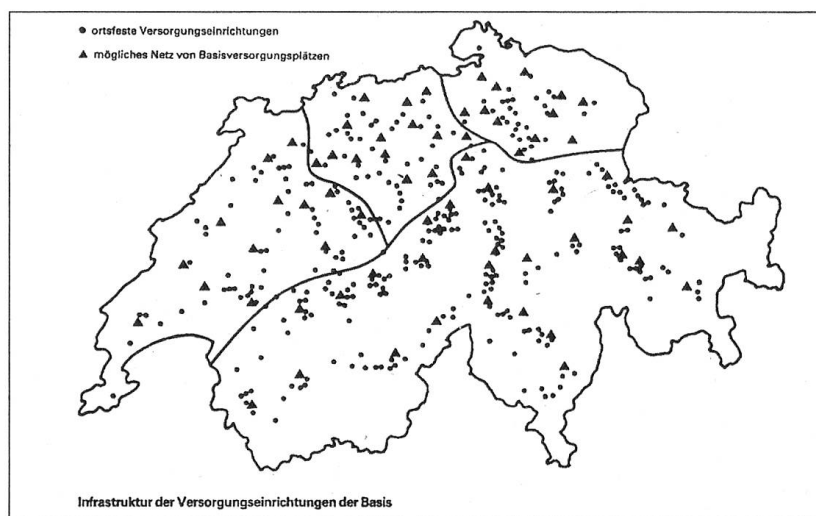 ortsfeste Versorgungseinrichtungen
mögliches Netz von Basisversorgungsplätzen
Infrastruktur der Versorgungseinrichtungen der Basis